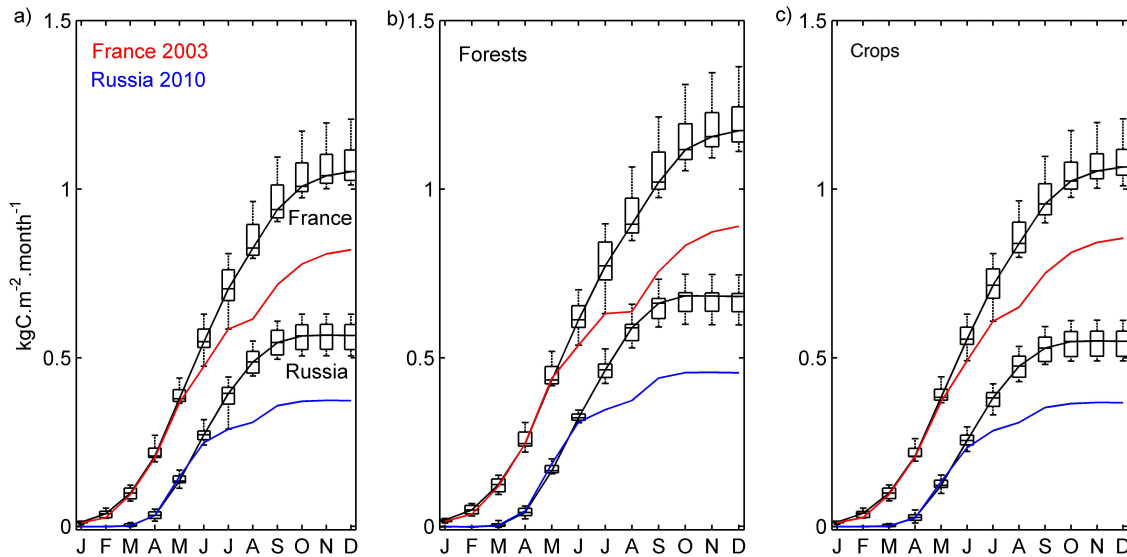 a)
b)
c)
1.5
1
0.5
0
kgC.m⁻².month⁻¹
France 2003
Russia 2010
France
Russia
J F M A M J J A S O N D
1.5
1
0.5
0
Forests
J F M A M J J A S O N D
1.5
1
0.5
0
Crops
J F M A M J J A S O N D